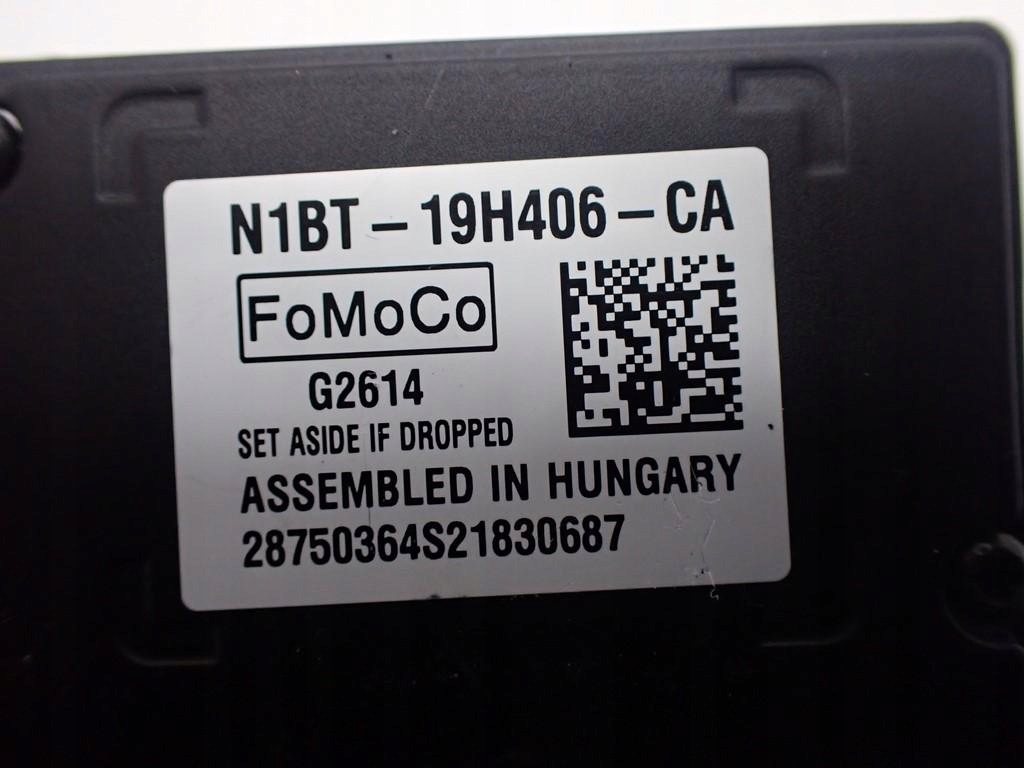 N1BT-19H406-CA
FoMoCo
G2614
SET ASIDE IF DROPPED
ASSEMBLED IN HUNGARY
28750364S21830687